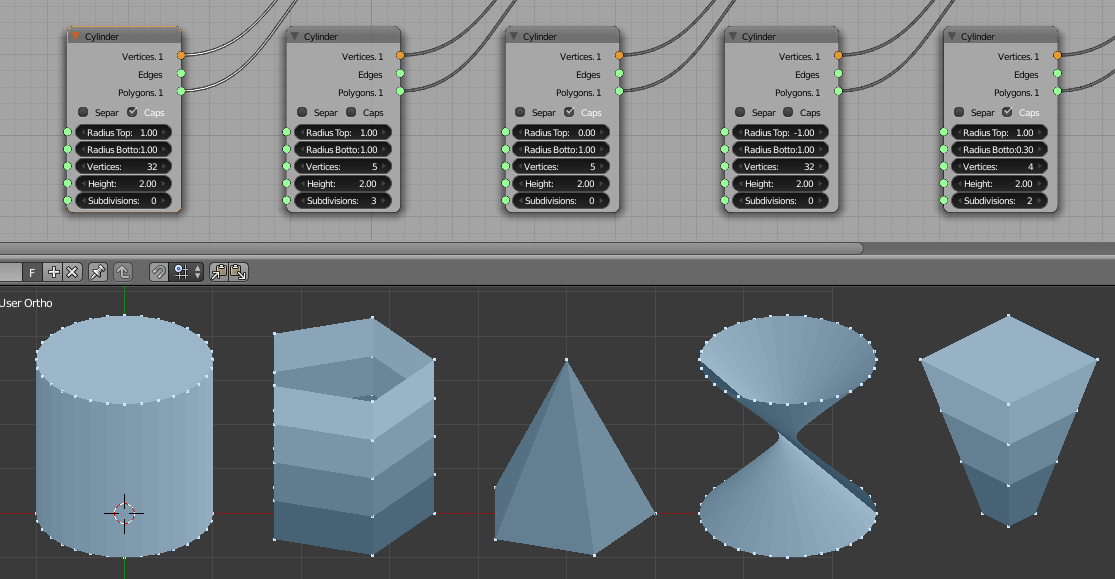 Cylinder
Vertices. 1
Edges
Polygons. 1
Separ Caps
Radius Top: 1.00
Radius Botto:1.00
Vertices: 32
Height: 2.00
Subdivisions: 0
Cylinder
Vertices. 1
Edges
Polygons. 1
Separ Caps
Radius Top: 1.00
Radius Botto:1.00
Vertices: 5
Height: 2.00
Subdivisions: 3
Cylinder
Vertices. 1
Edges
Polygons. 1
Separ Caps
Radius Top: 0.00
Radius Botto:1.00
Vertices: 5
Height: 2.00
Subdivisions: 0
Cylinder
Vertices. 1
Edges
Polygons. 1
Separ Caps
Radius Top: -1.00
Radius Botto:1.00
Vertices: 32
Height: 2.00
Subdivisions: 0
Cylinder
Vertices. 1
Edges
Polygons. 1
Separ Caps
Radius Top: 1.00
Radius Botto:0.30
Vertices: 4
Height: 2.00
Subdivisions: 2
F
User Ortho